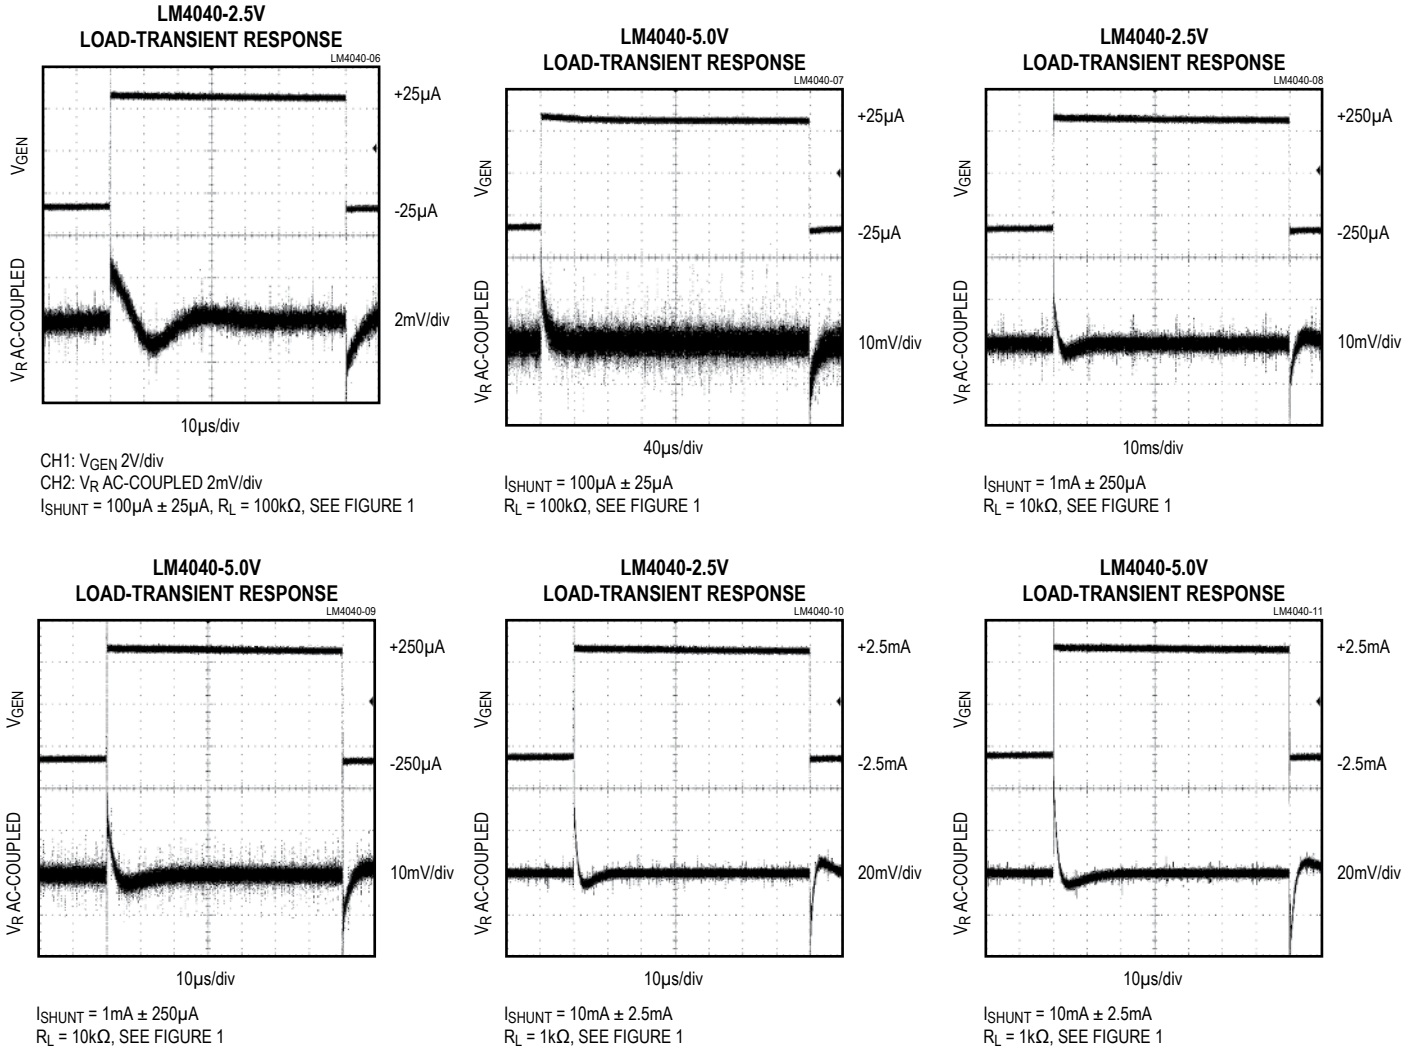 LM4040-2.5V
LOAD-TRANSIENT RESPONSE
LM4040-06
+25µA
VGEN
-25µA
VR AC-COUPLED
2mV/div
10µs/div
CH1: VGEN 2V/div
CH2: VR AC-COUPLED 2mV/div
ISHUNT = 100µA ± 25µA, RL = 100kΩ, SEE FIGURE 1
LM4040-5.0V
LOAD-TRANSIENT RESPONSE
LM4040-07
+25µA
VGEN
-25µA
VR AC-COUPLED
10mV/div
40µs/div
ISHUNT = 100µA ± 25µA
RL = 100kΩ, SEE FIGURE 1
LM4040-2.5V
LOAD-TRANSIENT RESPONSE
LM4040-08
+250µA
VGEN
-250µA
VR AC-COUPLED
10mV/div
10ms/div
ISHUNT = 1mA ± 250µA
RL = 10kΩ, SEE FIGURE 1
LM4040-5.0V
LOAD-TRANSIENT RESPONSE
LM4040-09
+250µA
VGEN
-250µA
VR AC-COUPLED
10mV/div
10µs/div
ISHUNT = 1mA ± 250µA
RL = 10kΩ, SEE FIGURE 1
LM4040-2.5V
LOAD-TRANSIENT RESPONSE
LM4040-10
+2.5mA
VGEN
-2.5mA
VR AC-COUPLED
20mV/div
10µs/div
ISHUNT = 10mA ± 2.5mA
RL = 1kΩ, SEE FIGURE 1
LM4040-5.0V
LOAD-TRANSIENT RESPONSE
LM4040-11
+2.5mA
VGEN
-2.5mA
VR AC-COUPLED
20mV/div
10µs/div
ISHUNT = 10mA ± 2.5mA
RL = 1kΩ, SEE FIGURE 1